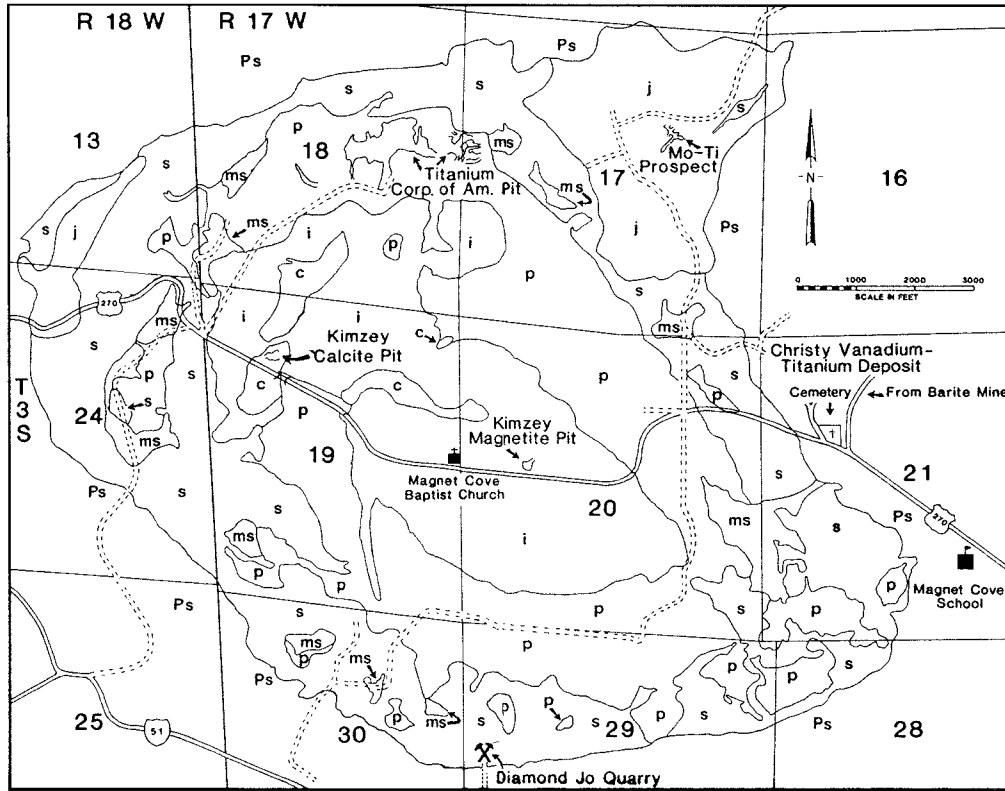 R 18 W
R 17 W
Ps
Ps
s
s
j
s
13
p
18
ms
Mo-Ti
Prospect
Titanium
Corp. of Am. Pit
17
16
s
ms
ms
N
s
j
p
ms
i
p
i
j
Ps
c
p
s
0 1000 2000 3000
SCALE IN FEET
270
ms
i
i
c
ms
Kimzey
Calcite Pit
Christy Vanadium-
Titanium Deposit
s
p
s
c
c
p
s
Cemetery
From Barite Mine
T
3
S
24
s
p
p
ms
19
Kimzey
Magnetite Pit
Magnet Cove
Baptist Church
20
21
s
Ps
s
s
ms
s
Ps
270
ms
i
p
p
p
Magnet Cove
School
Ps
s
p
s
p
p
ms
p
ms
Ps
p
p
s
25
p
ms
s
p
p
s
29
p
s
Ps
28
30
51
Diamond Jo Quarry